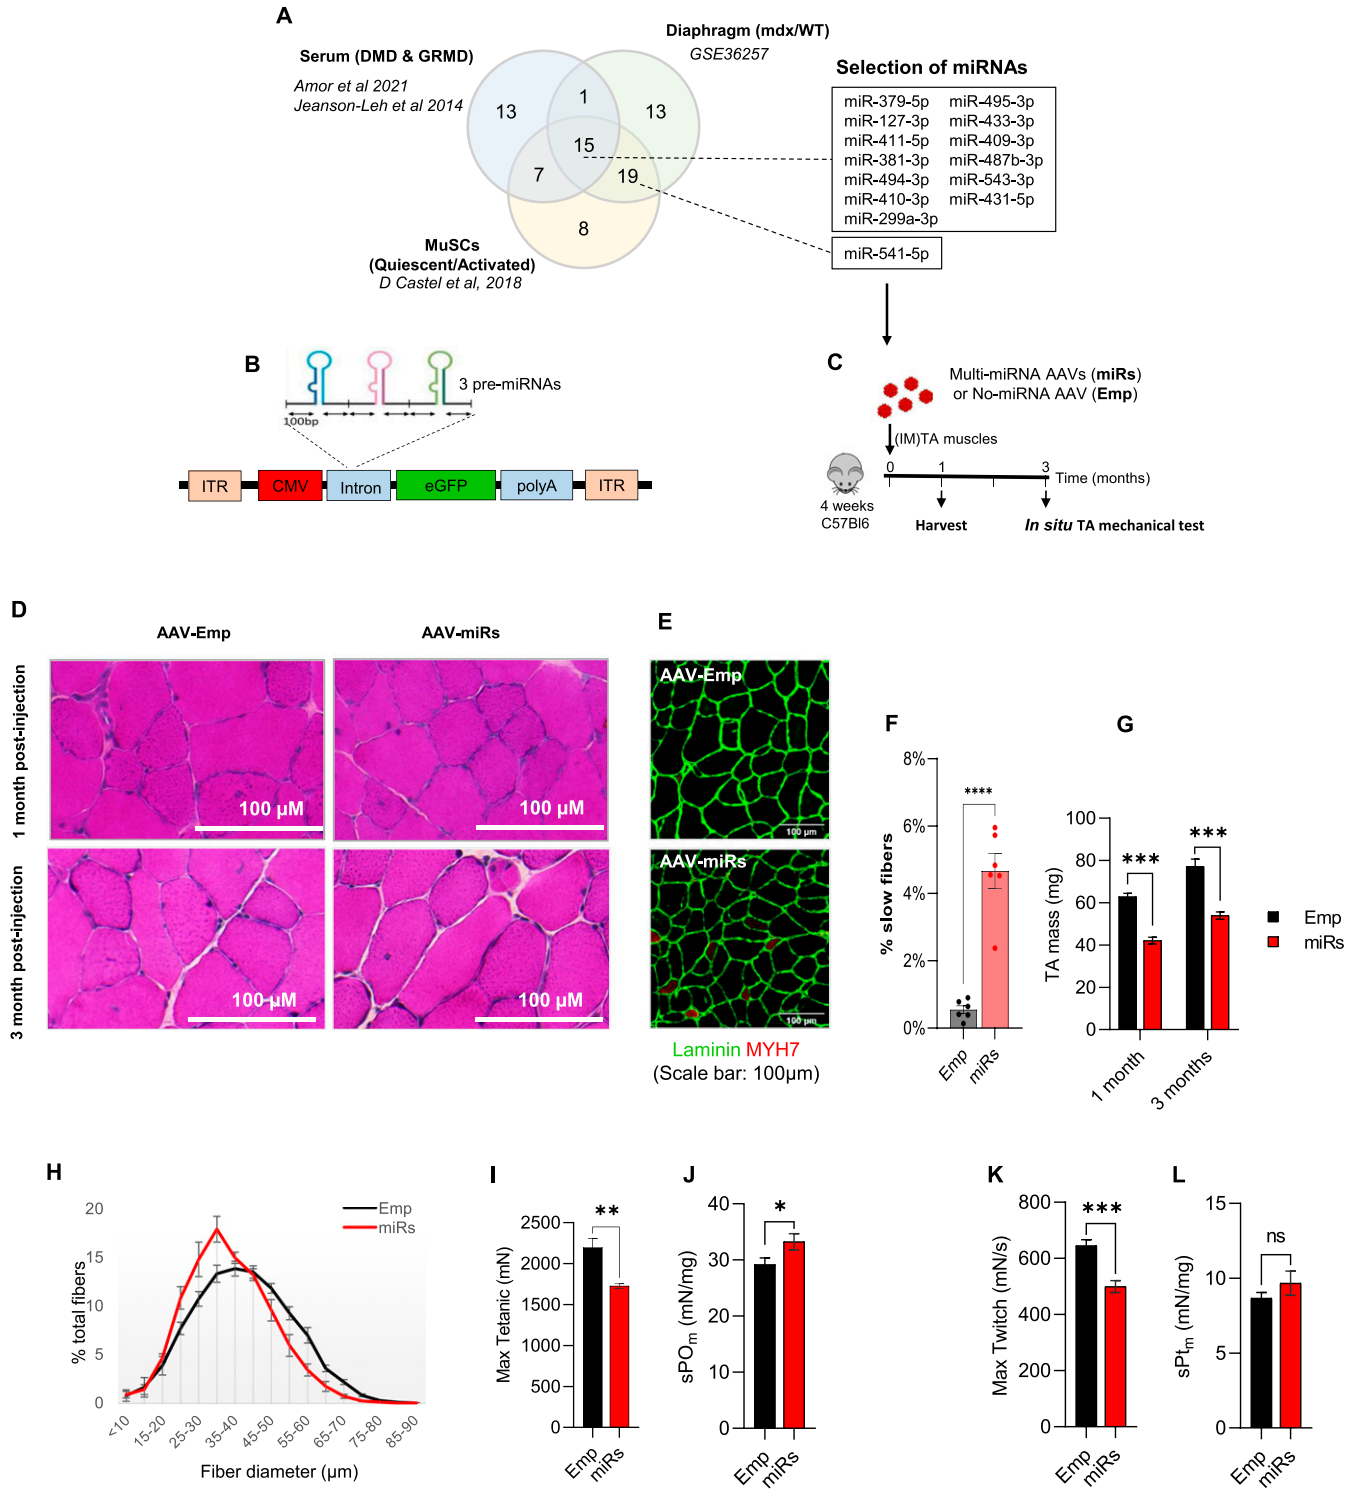 A
Serum (DMD & GRMD)
Amor et al 2021
Jeanson-Leh et al 2014
Diaphragm (mdx/WT)
GSE36257
13
1
13
15
7
19
8
MuSCs
(Quiescent/Activated)
D Castel et al, 2018
Selection of miRNAs
miR-379-5p miR-495-3p
miR-127-3p miR-433-3p
miR-411-5p miR-409-3p
miR-381-3p miR-487b-3p
miR-494-3p miR-543-3p
miR-410-3p miR-431-5p
miR-299a-3p
miR-541-5p
B
3 pre-miRNAs
100bp
ITR CMV Intron eGFP polyA ITR
C
Multi-miRNA AAVs (miRs)
or No-miRNA AAV (Emp)
(IM)TA muscles
0 1 3 Time (months)
4 weeks
C57Bl6
Harvest
In situ TA mechanical test
D
AAV-Emp AAV-miRs
1 month post-injection
100 µM 100 µM
3 month post-injection
100 µM 100 µM
E
AAV-Emp
100 µm
AAV-miRs
100 µm
Laminin MYH7
(Scale bar: 100µm)
F
% slow fibers
8%
6%
4%
2%
0%
****
Emp miRs
G
TA mass (mg)
100
80
60
40
20
0
*** ***
1 month 3 months
Emp
miRs
H
% total fibers
20
15
10
5
0
Emp
miRs
<10 15-20 25-30 35-40 45-50 55-60 65-70 75-80 85-90
Fiber diameter (µm)
I
Max Tetanic (mN)
2500
2000
1500
1000
500
0
**
Emp miRs
J
sPOm (mN/mg)
40
30
20
10
0
*
Emp miRs
K
Max Twitch (mN/s)
800
600
400
200
0
***
Emp miRs
L
sPtm (mN/mg)
15
10
5
0
ns
Emp miRs